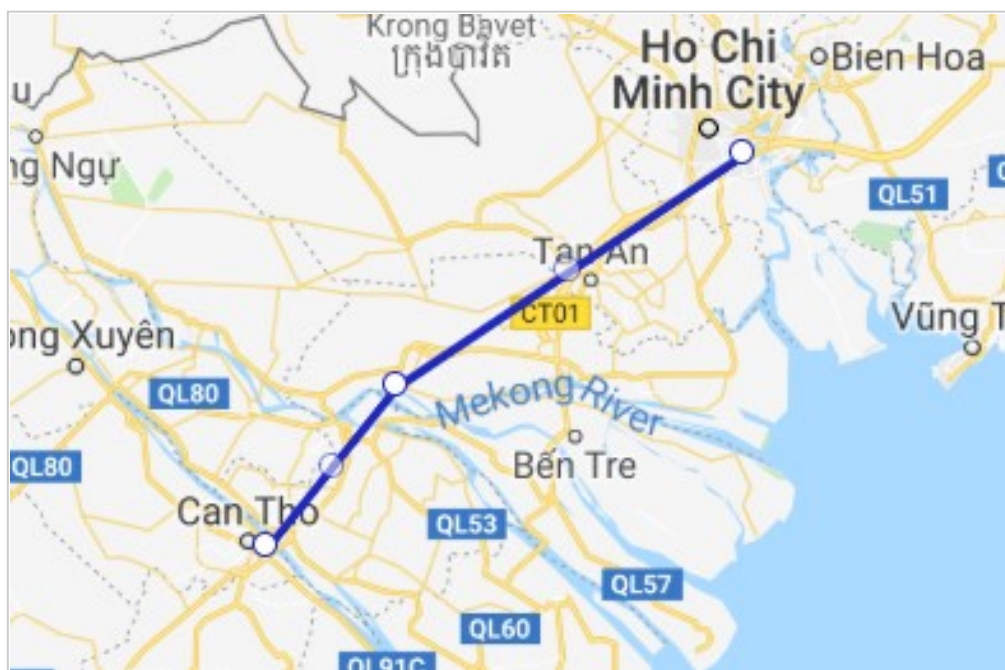 Krong Bavet
ក្រុងបាវិត
Ho Chi
Minh City
Bien Hoa
ng Ngự
QL51
Tan An
CT01
Vũng T
ong Xuyên
QL80
Mekong River
QL80
Bến Tre
Can Tho
QL53
QL57
QL60
QL91C